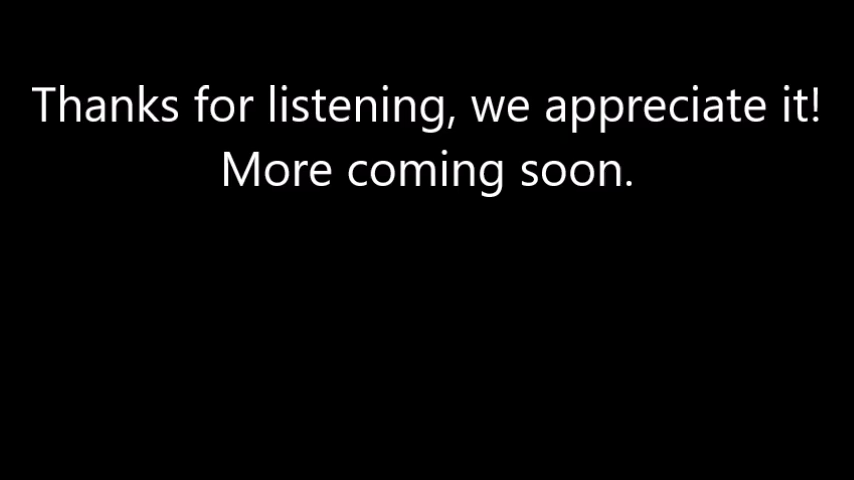 Thanks for listening, we appreciate it!
More coming soon.